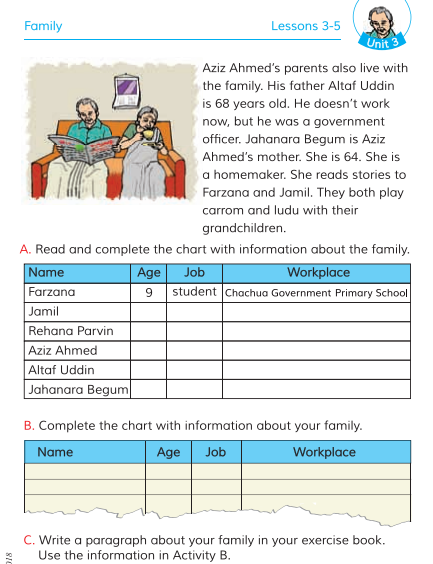 Family
Lessons 3-5
Unit 3
Aziz Ahmed's parents also live with
the family. His father Altaf Uddin
is 68 years old. He doesn't work
now, but he was a government
officer. Jahanara Begum is Aziz
Ahmed's mother. She is 64. She is
a homemaker. She reads stories to
Farzana and Jamil. They both play
carrom and ludu with their
grandchildren.
A. Read and complete the chart with information about the family.
Name Age Job Workplace
Farzana 9 student Chachua Government Primary School
Jamil
Rehana Parvin
Aziz Ahmed
Altaf Uddin
Jahanara Begum
B. Complete the chart with information about your family.
Name Age Job Workplace
C. Write a paragraph about your family in your exercise book.
Use the information in Activity B.